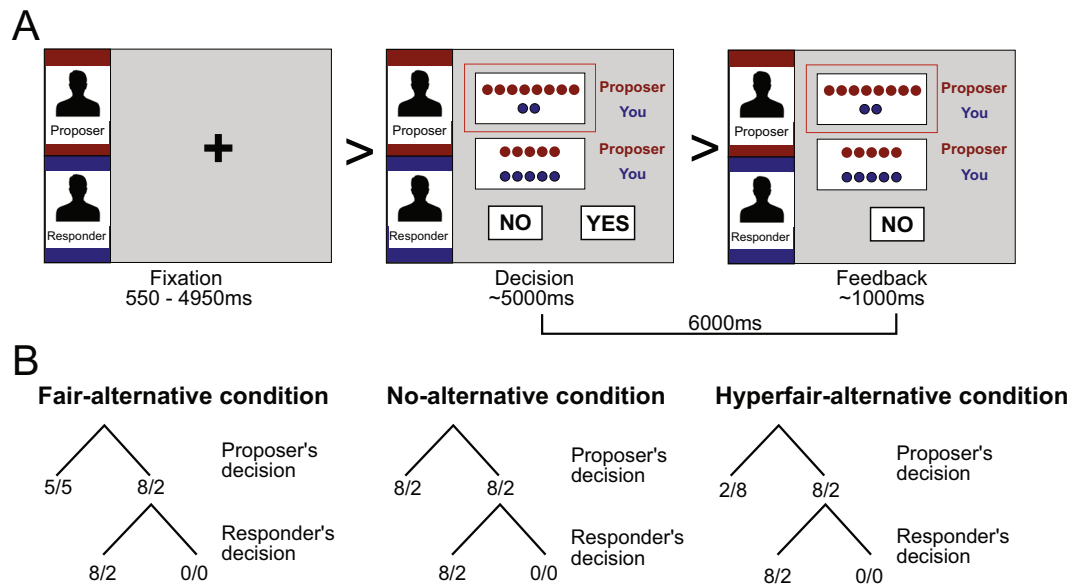 A
Proposer
Responder
+
Fixation
550 - 4950ms
>
Proposer
Responder
Proposer
You
Proposer
You
NO YES
Decision
~5000ms
>
Proposer
Responder
Proposer
You
Proposer
You
NO
Feedback
~1000ms
6000ms
B
Fair-alternative condition
Proposer's
decision
5/5 8/2
Responder's
decision
8/2 0/0
No-alternative condition
Proposer's
decision
8/2 8/2
Responder's
decision
8/2 0/0
Hyperfair-alternative condition
Proposer's
decision
2/8 8/2
Responder's
decision
8/2 0/0